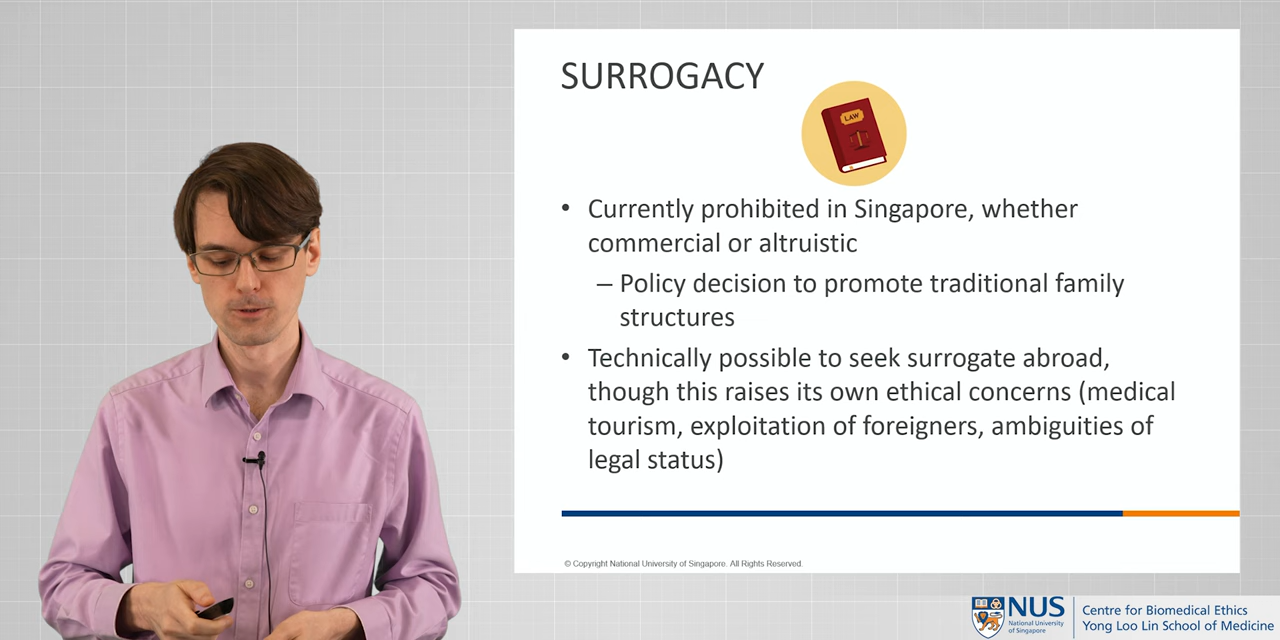 SURROGACY
LAW
• Currently prohibited in Singapore, whether
commercial or altruistic
– Policy decision to promote traditional family
structures
• Technically possible to seek surrogate abroad,
though this raises its own ethical concerns (medical
tourism, exploitation of foreigners, ambiguities of
legal status)
© Copyright National University of Singapore. All Rights Reserved.
NUS
National University
of Singapore
Centre for Biomedical Ethics
Yong Loo Lin School of Medicine